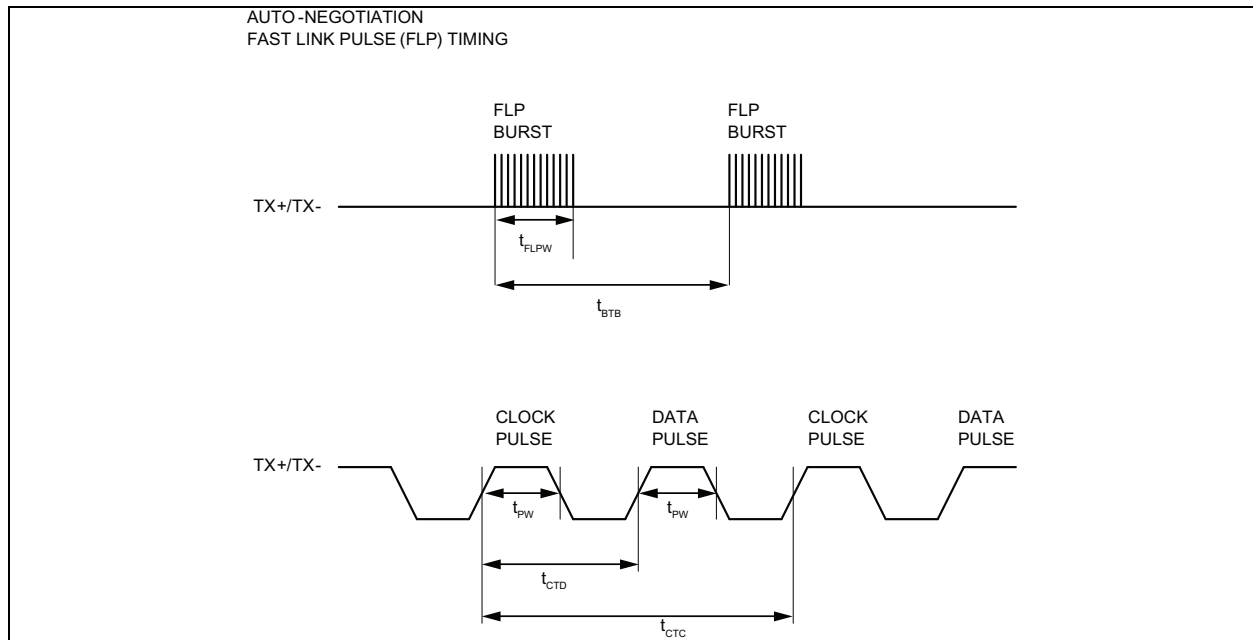 AUTO-NEGOTIATION
FAST LINK PULSE (FLP) TIMING
FLP
BURST
FLP
BURST
TX+/TX-
tFLPW
tBTB
CLOCK
PULSE
DATA
PULSE
CLOCK
PULSE
DATA
PULSE
TX+/TX-
tPW
tPW
tCTD
tCTC